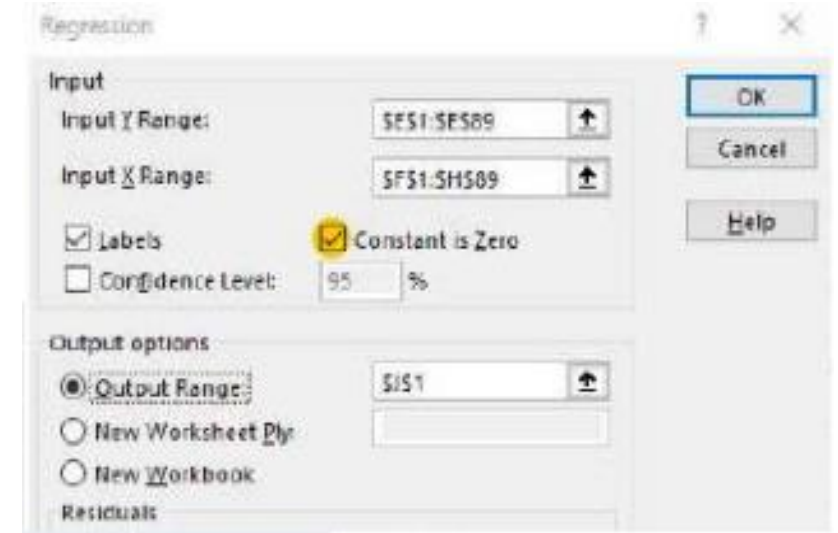 Regression ? ×
Input
Input Y Range: $E$1:$E$89
Input X Range: $F$1:$H$89
Labels Constant is Zero
Confidence Level: 95 %
Output options
Output Range: $J$1
New Worksheet Ply:
New Workbook
Residuals
OK
Cancel
Help